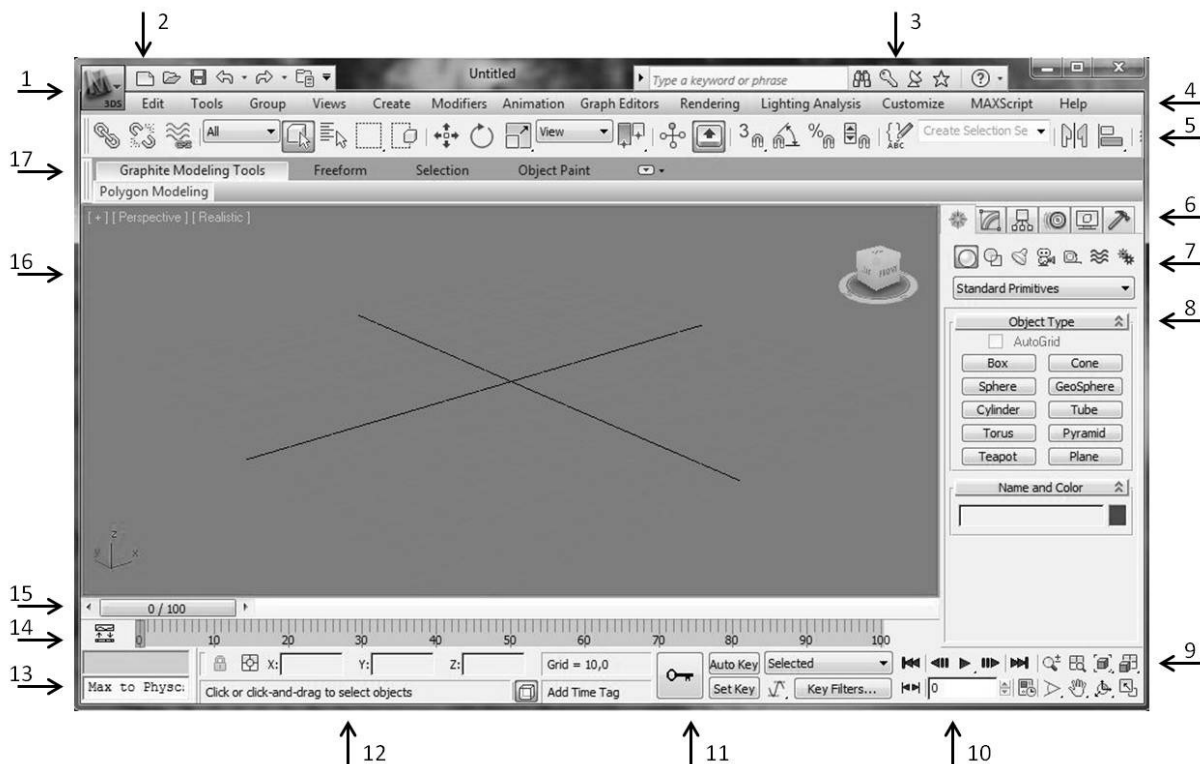 2
3
1
Untitled
Type a keyword or phrase
3DS
Edit Tools Group Views Create Modifiers Animation Graph Editors Rendering Lighting Analysis Customize MAXScript Help
4
All
View
3
%
ABC
Create Selection Se
5
17
Graphite Modeling Tools Freeform Selection Object Paint
Polygon Modeling
[ + ] [ Perspective ] [ Realistic ]
6
16
7
Standard Primitives
FRONT
8
Object Type
AutoGrid
Box Cone
Sphere GeoSphere
Cylinder Tube
Torus Pyramid
Teapot Plane
Name and Color
z
y x
15
0 / 100
14
0 10 20 30 40 50 60 70 80 90 100
X: Y: Z: Grid = 10,0 Auto Key Selected
9
13
Max to Physc:
Click or click-and-drag to select objects
Add Time Tag
Set Key Key Filters... 0
12
11
10